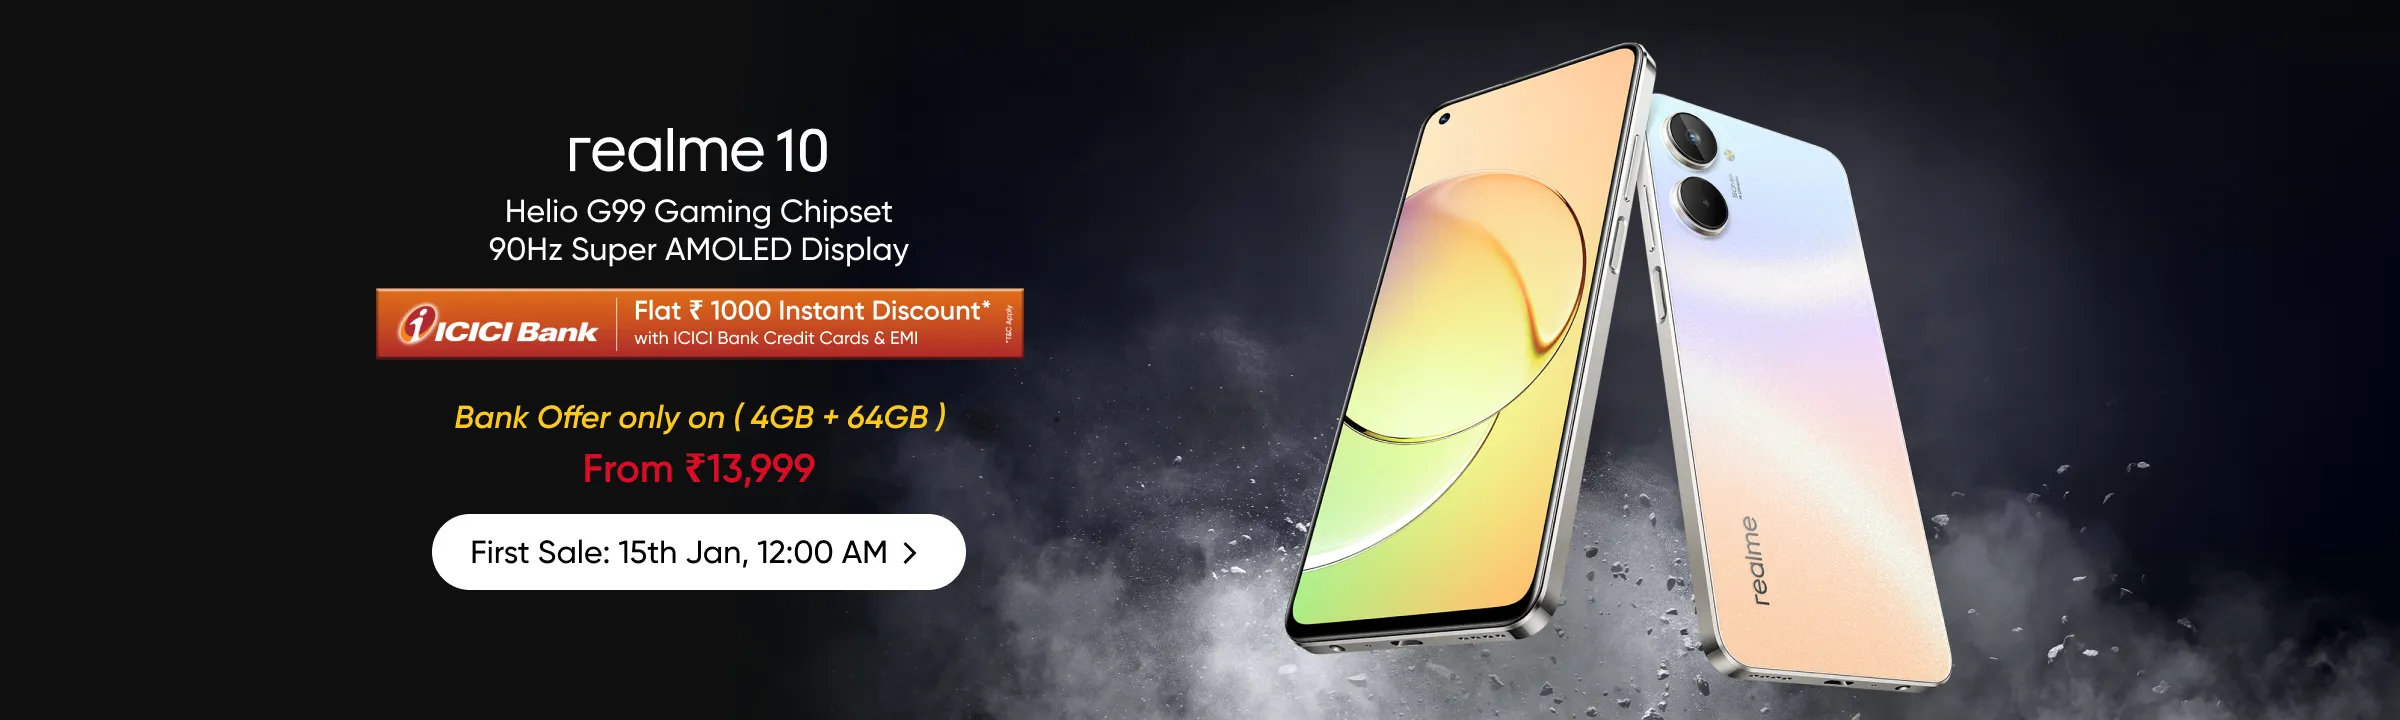 realme 10
Helio G99 Gaming Chipset
90Hz Super AMOLED Display
ICICI Bank
Flat ₹ 1000 Instant Discount*
with ICICI Bank Credit Cards & EMI
*T&C Apply
Bank Offer only on ( 4GB + 64GB )
From ₹13,999
First Sale: 15th Jan, 12:00 AM >
realme